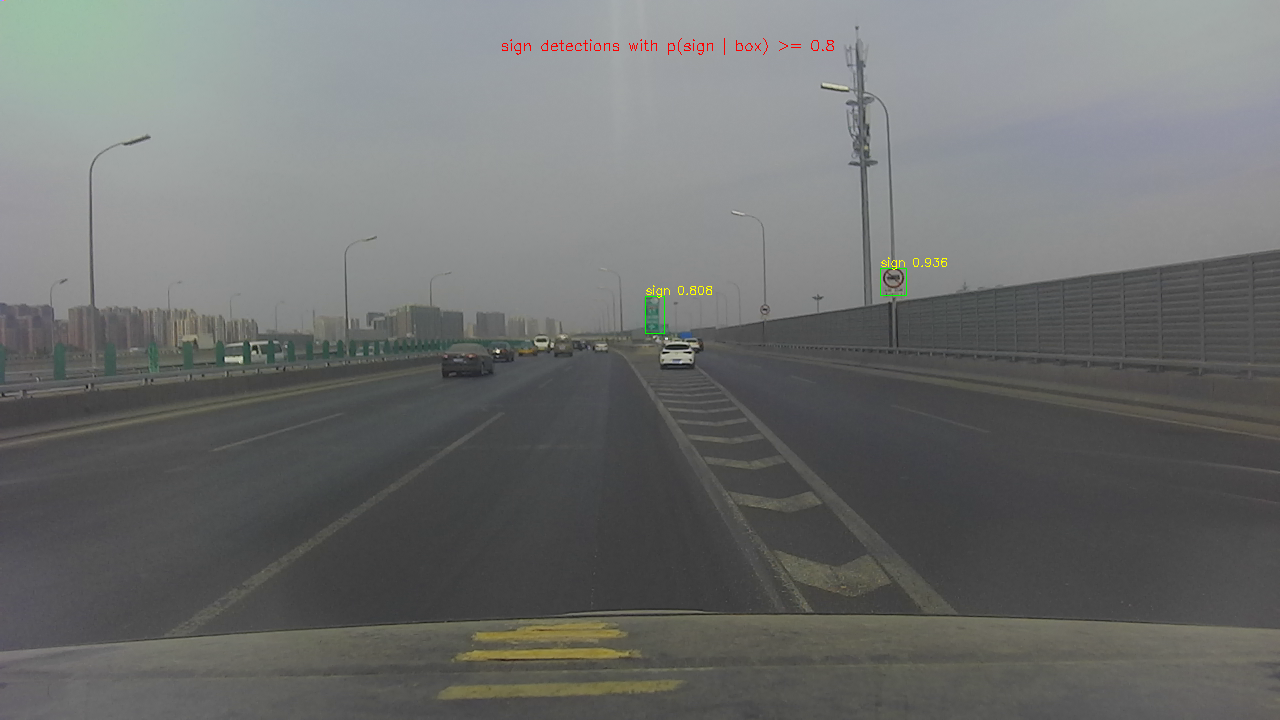 sign detections with p(sign | box) >= 0.8
sign 0.936
sign 0.808